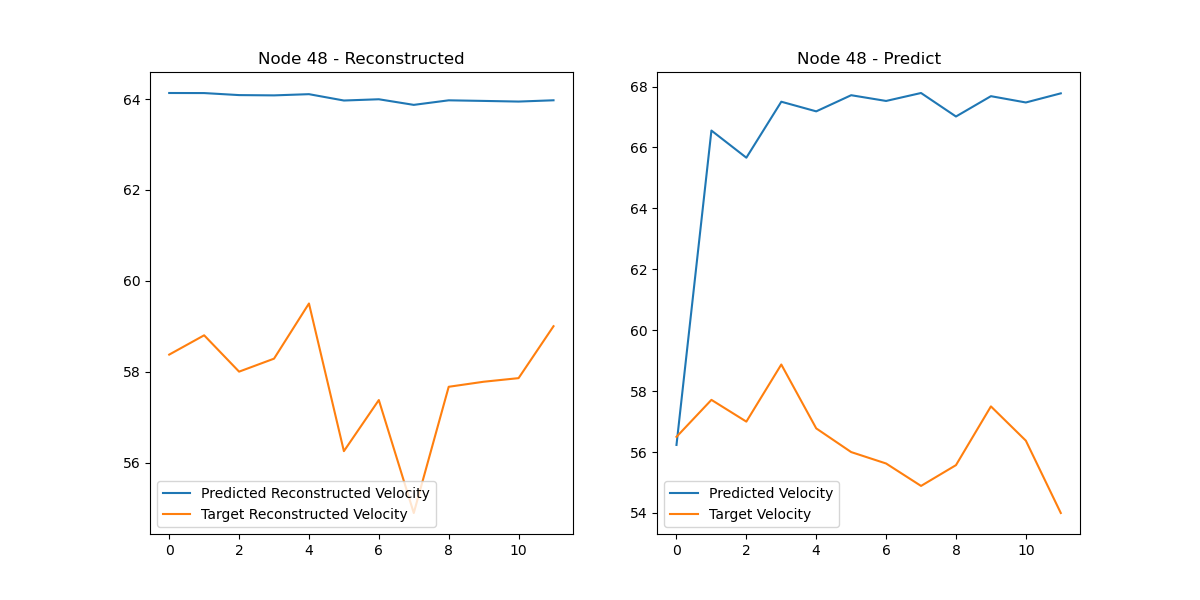 Node 48 - Reconstructed
64
62
60
58
56
0 2 4 6 8 10
Predicted Reconstructed Velocity
Target Reconstructed Velocity
Node 48 - Predict
68
66
64
62
60
58
56
54
0 2 4 6 8 10
Predicted Velocity
Target Velocity